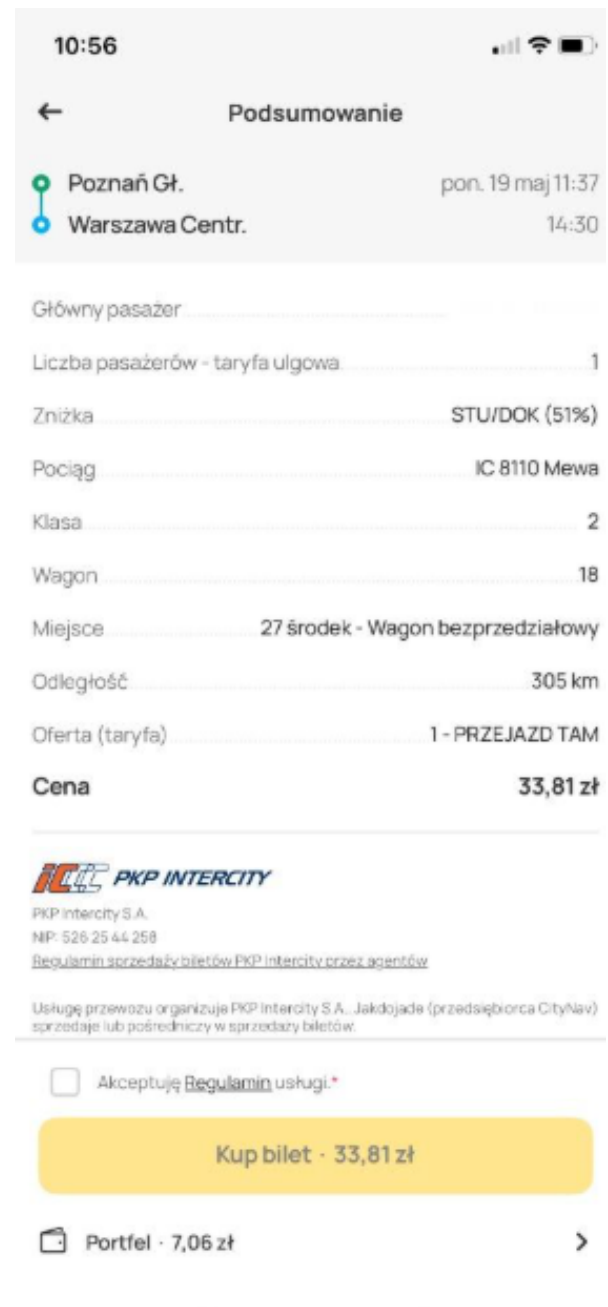 10:56
Podsumowanie
Poznań Gł. pon. 19 maj 11:37
Warszawa Centr. 14:30
Główny pasażer
Liczba pasażerów - taryfa ulgowa 1
Zniżka STU/DOK (51%)
Pociąg IC 8110 Mewa
Klasa 2
Wagon 18
Miejsce 27 środek - Wagon bezprzedziałowy
Odległość 305 km
Oferta (taryfa) 1 - PRZEJAZD TAM
Cena 33,81 zł
PKP INTERCITY
PKP Intercity S.A.
NIP: 526 25 44 258
Regulamin sprzedaży biletów PKP Intercity przez agentów
Usługę przewozu organizuje PKP Intercity S.A.. Jakdojade (przedsiębiorca CityNav)
sprzedaje lub pośredniczy w sprzedaży biletów.
Akceptuję Regulamin usługi.*
Kup bilet · 33,81 zł
Portfel · 7,06 zł